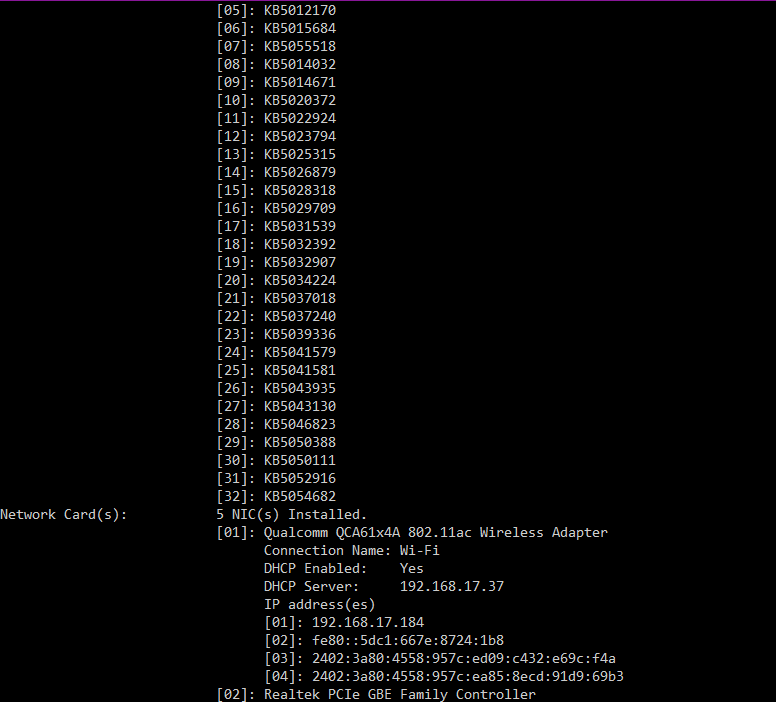 [05]: KB5012170
[06]: KB5015684
[07]: KB5055518
[08]: KB5014032
[09]: KB5014671
[10]: KB5020372
[11]: KB5022924
[12]: KB5023794
[13]: KB5025315
[14]: KB5026879
[15]: KB5028318
[16]: KB5029709
[17]: KB5031539
[18]: KB5032392
[19]: KB5032907
[20]: KB5034224
[21]: KB5037018
[22]: KB5037240
[23]: KB5039336
[24]: KB5041579
[25]: KB5041581
[26]: KB5043935
[27]: KB5043130
[28]: KB5046823
[29]: KB5050388
[30]: KB5050111
[31]: KB5052916
[32]: KB5054682
Network Card(s): 5 NIC(s) Installed.
[01]: Qualcomm QCA61x4A 802.11ac Wireless Adapter
Connection Name: Wi-Fi
DHCP Enabled: Yes
DHCP Server: 192.168.17.37
IP address(es)
[01]: 192.168.17.184
[02]: fe80::5dc1:667e:8724:1b8
[03]: 2402:3a80:4558:957c:ed09:c432:e69c:f4a
[04]: 2402:3a80:4558:957c:ea85:8ecd:91d9:69b3
[02]: Realtek PCIe GBE Family Controller